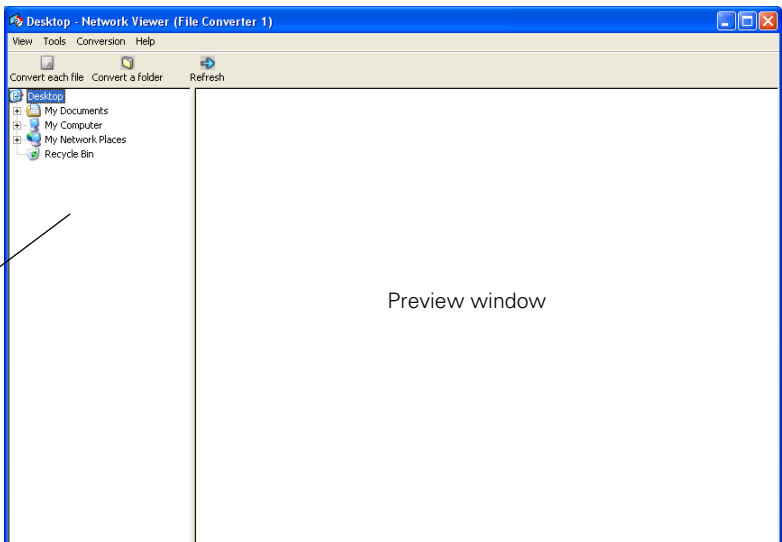 Desktop - Network Viewer (File Converter 1)
View Tools Conversion Help
Convert each file Convert a folder Refresh
Desktop
My Documents
My Computer
My Network Places
Recycle Bin
Preview window